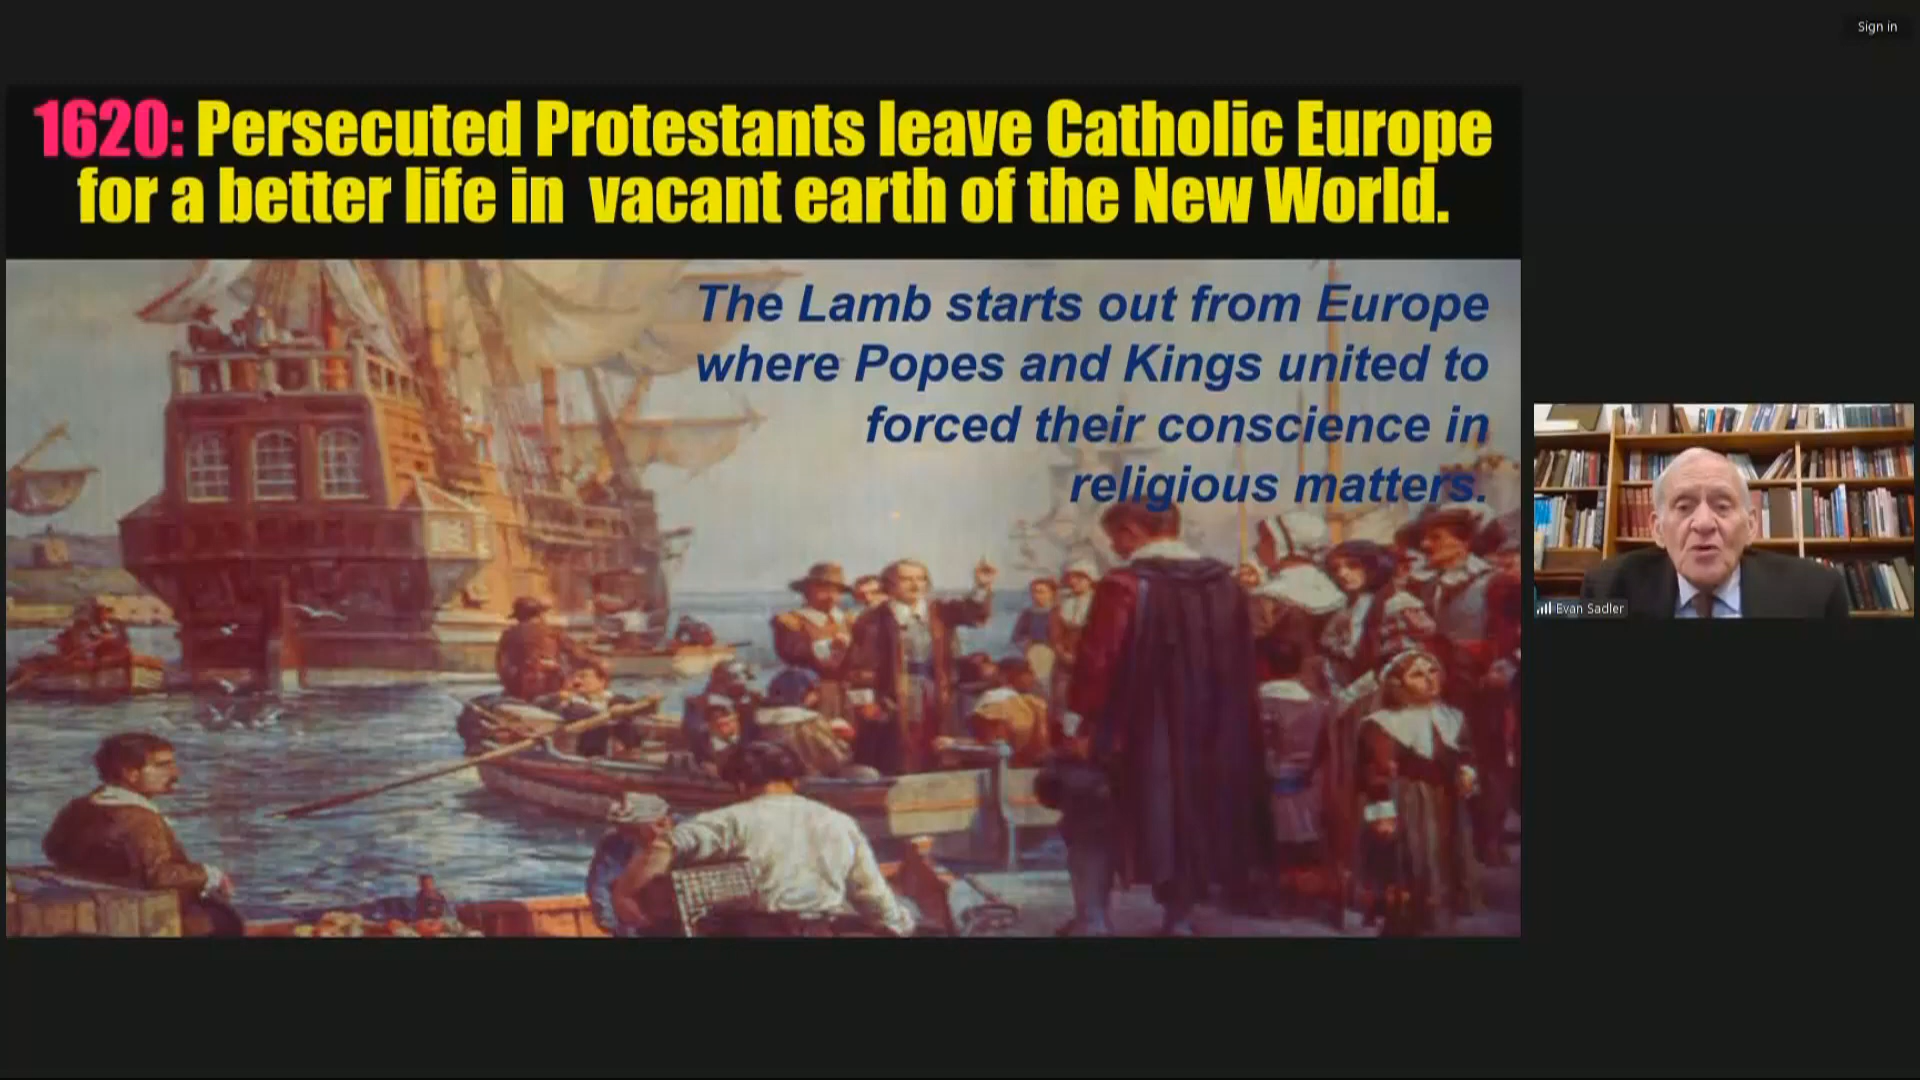 Sign in
1620: Persecuted Protestants leave Catholic Europe
for a better life in vacant earth of the New World.
The Lamb starts out from Europe
where Popes and Kings united to
forced their conscience in
religious matters.
Evan Sadler